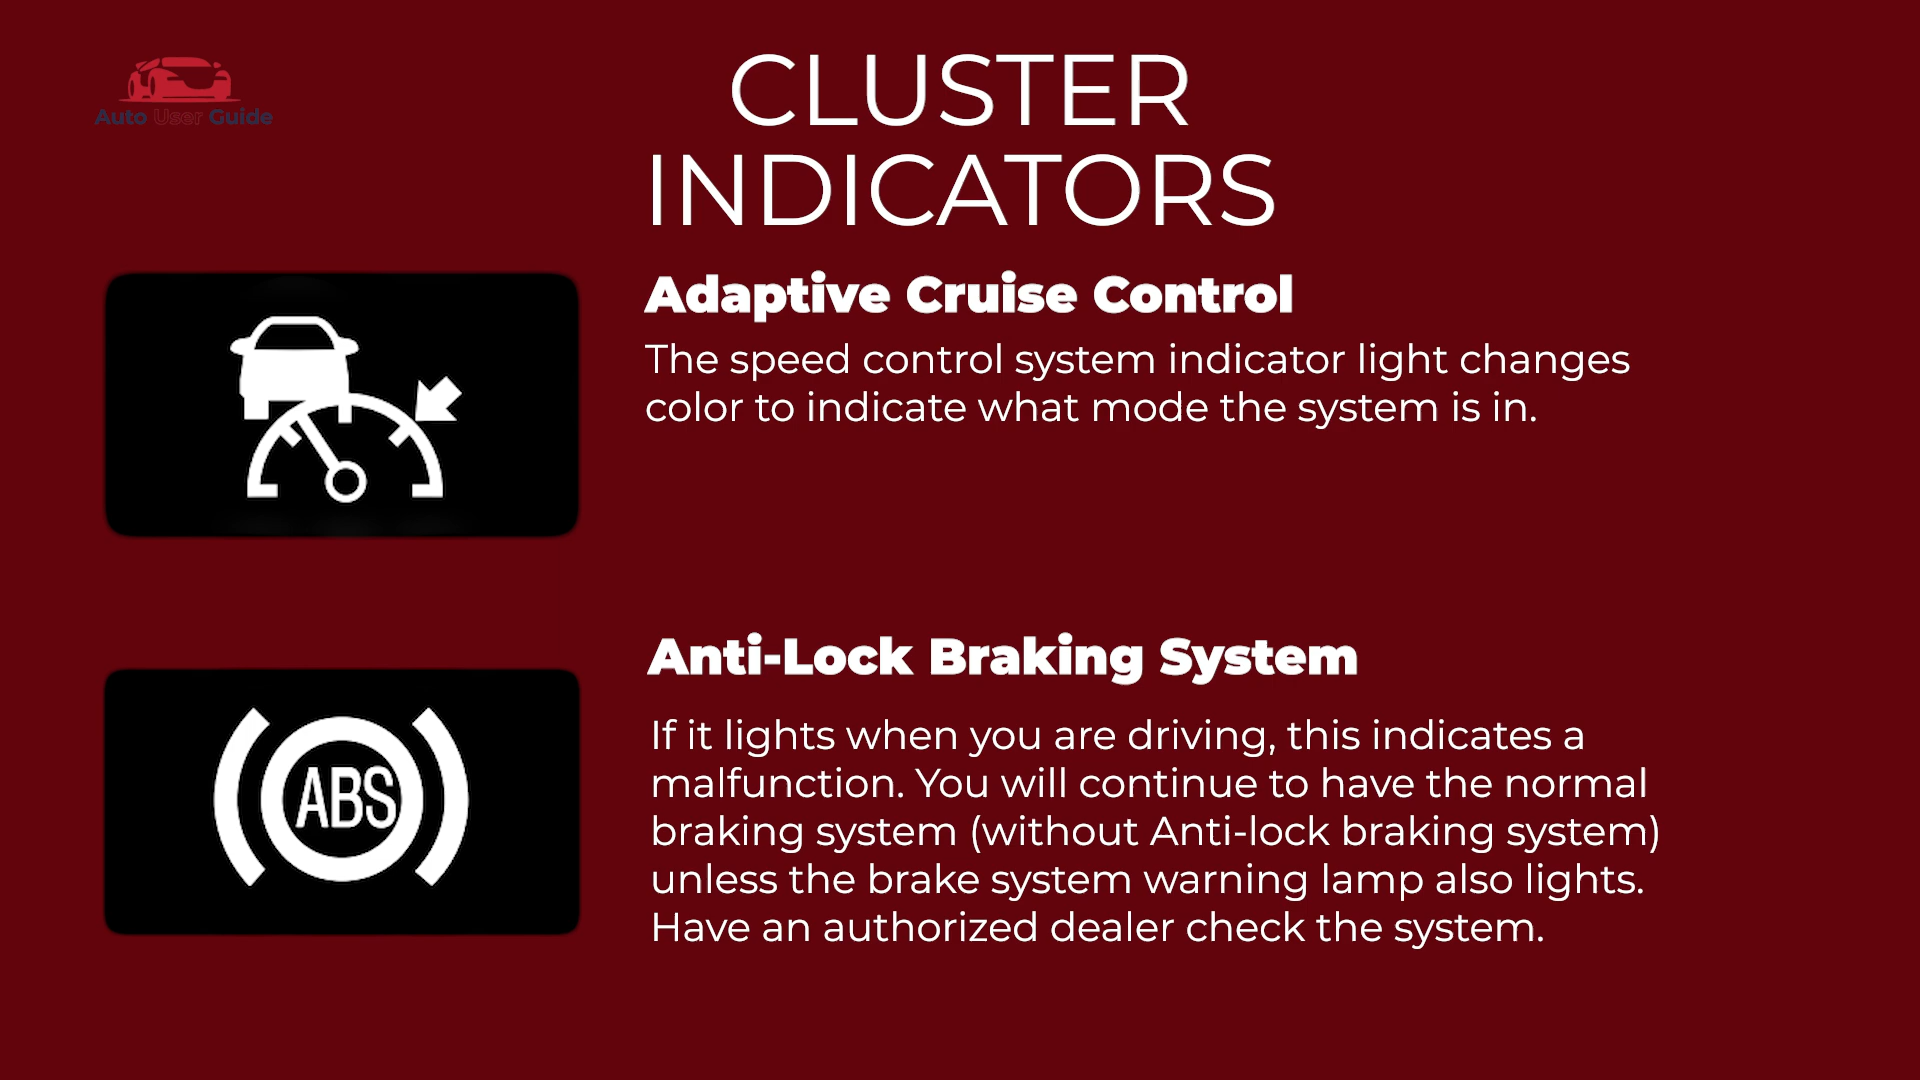 Auto User Guide
CLUSTER
INDICATORS
Adaptive Cruise Control
The speed control system indicator light changes
color to indicate what mode the system is in.
Anti-Lock Braking System
ABS
If it lights when you are driving, this indicates a
malfunction. You will continue to have the normal
braking system (without Anti-lock braking system)
unless the brake system warning lamp also lights.
Have an authorized dealer check the system.